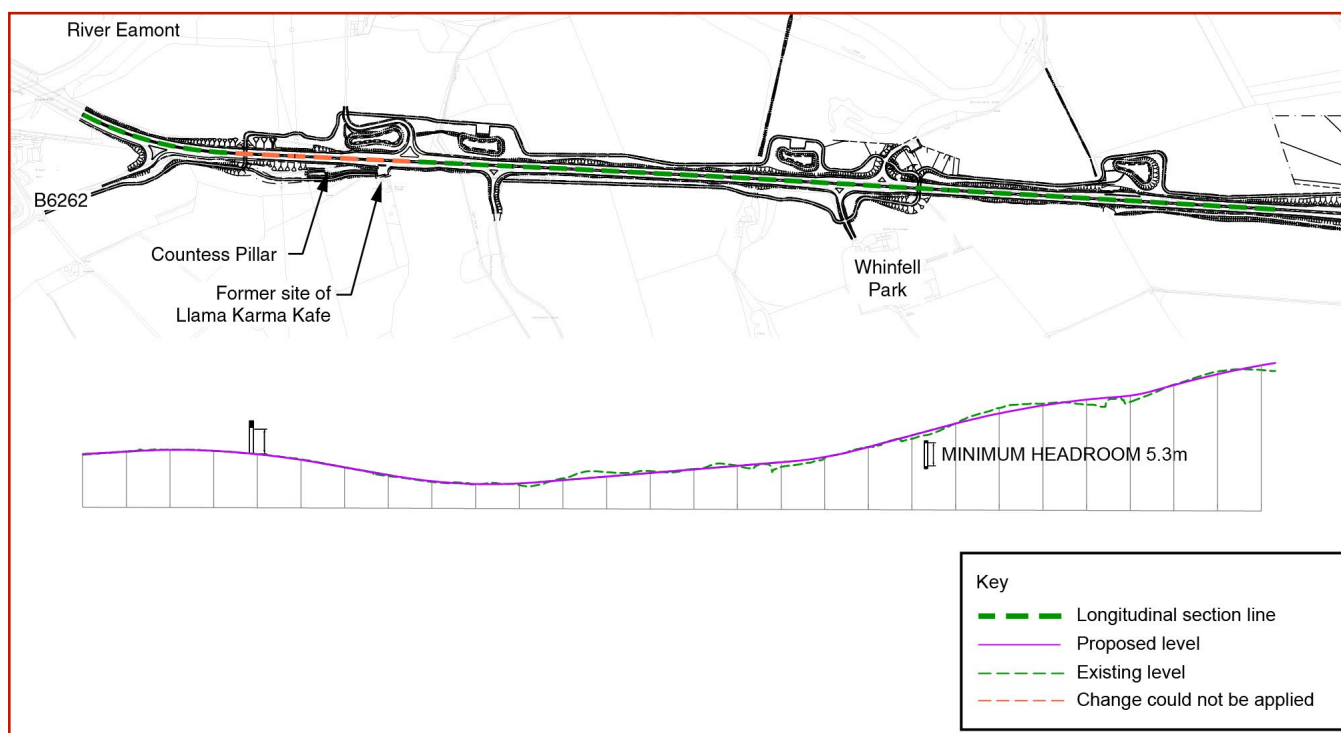 River Eamont
B6262
Countess Pillar
Former site of
Llama Karma Kafe
Whinfell
Park
MINIMUM HEADROOM 5.3m
Key
Longitudinal section line
Proposed level
Existing level
Change could not be applied